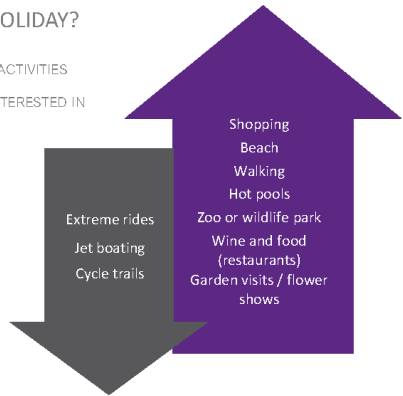 OLIDAY?
ACTIVITIES
TERESTED IN
Shopping
Beach
Walking
Hot pools
Zoo or wildlife park
Wine and food
(restaurants)
Garden visits / flower
shows
Extreme rides
Jet boating
Cycle trails